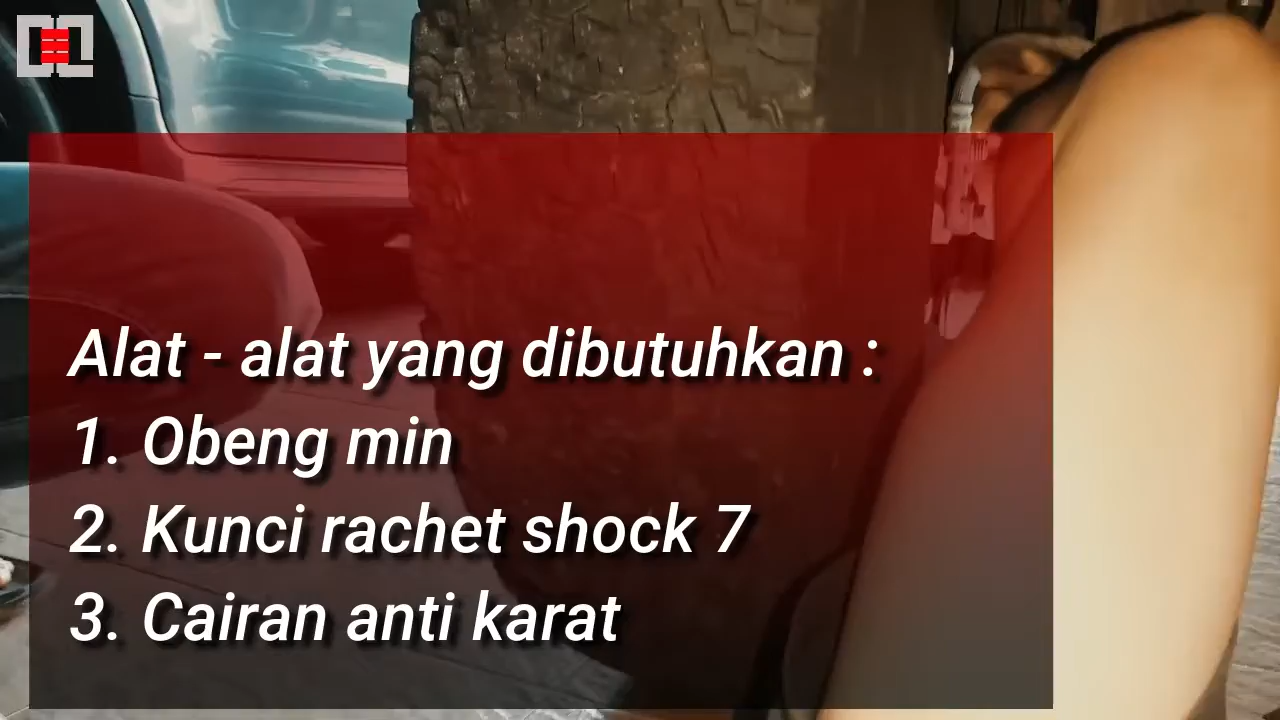 Alat - alat yang dibutuhkan :
1. Obeng min
2. Kunci rachet shock 7
3. Cairan anti karat